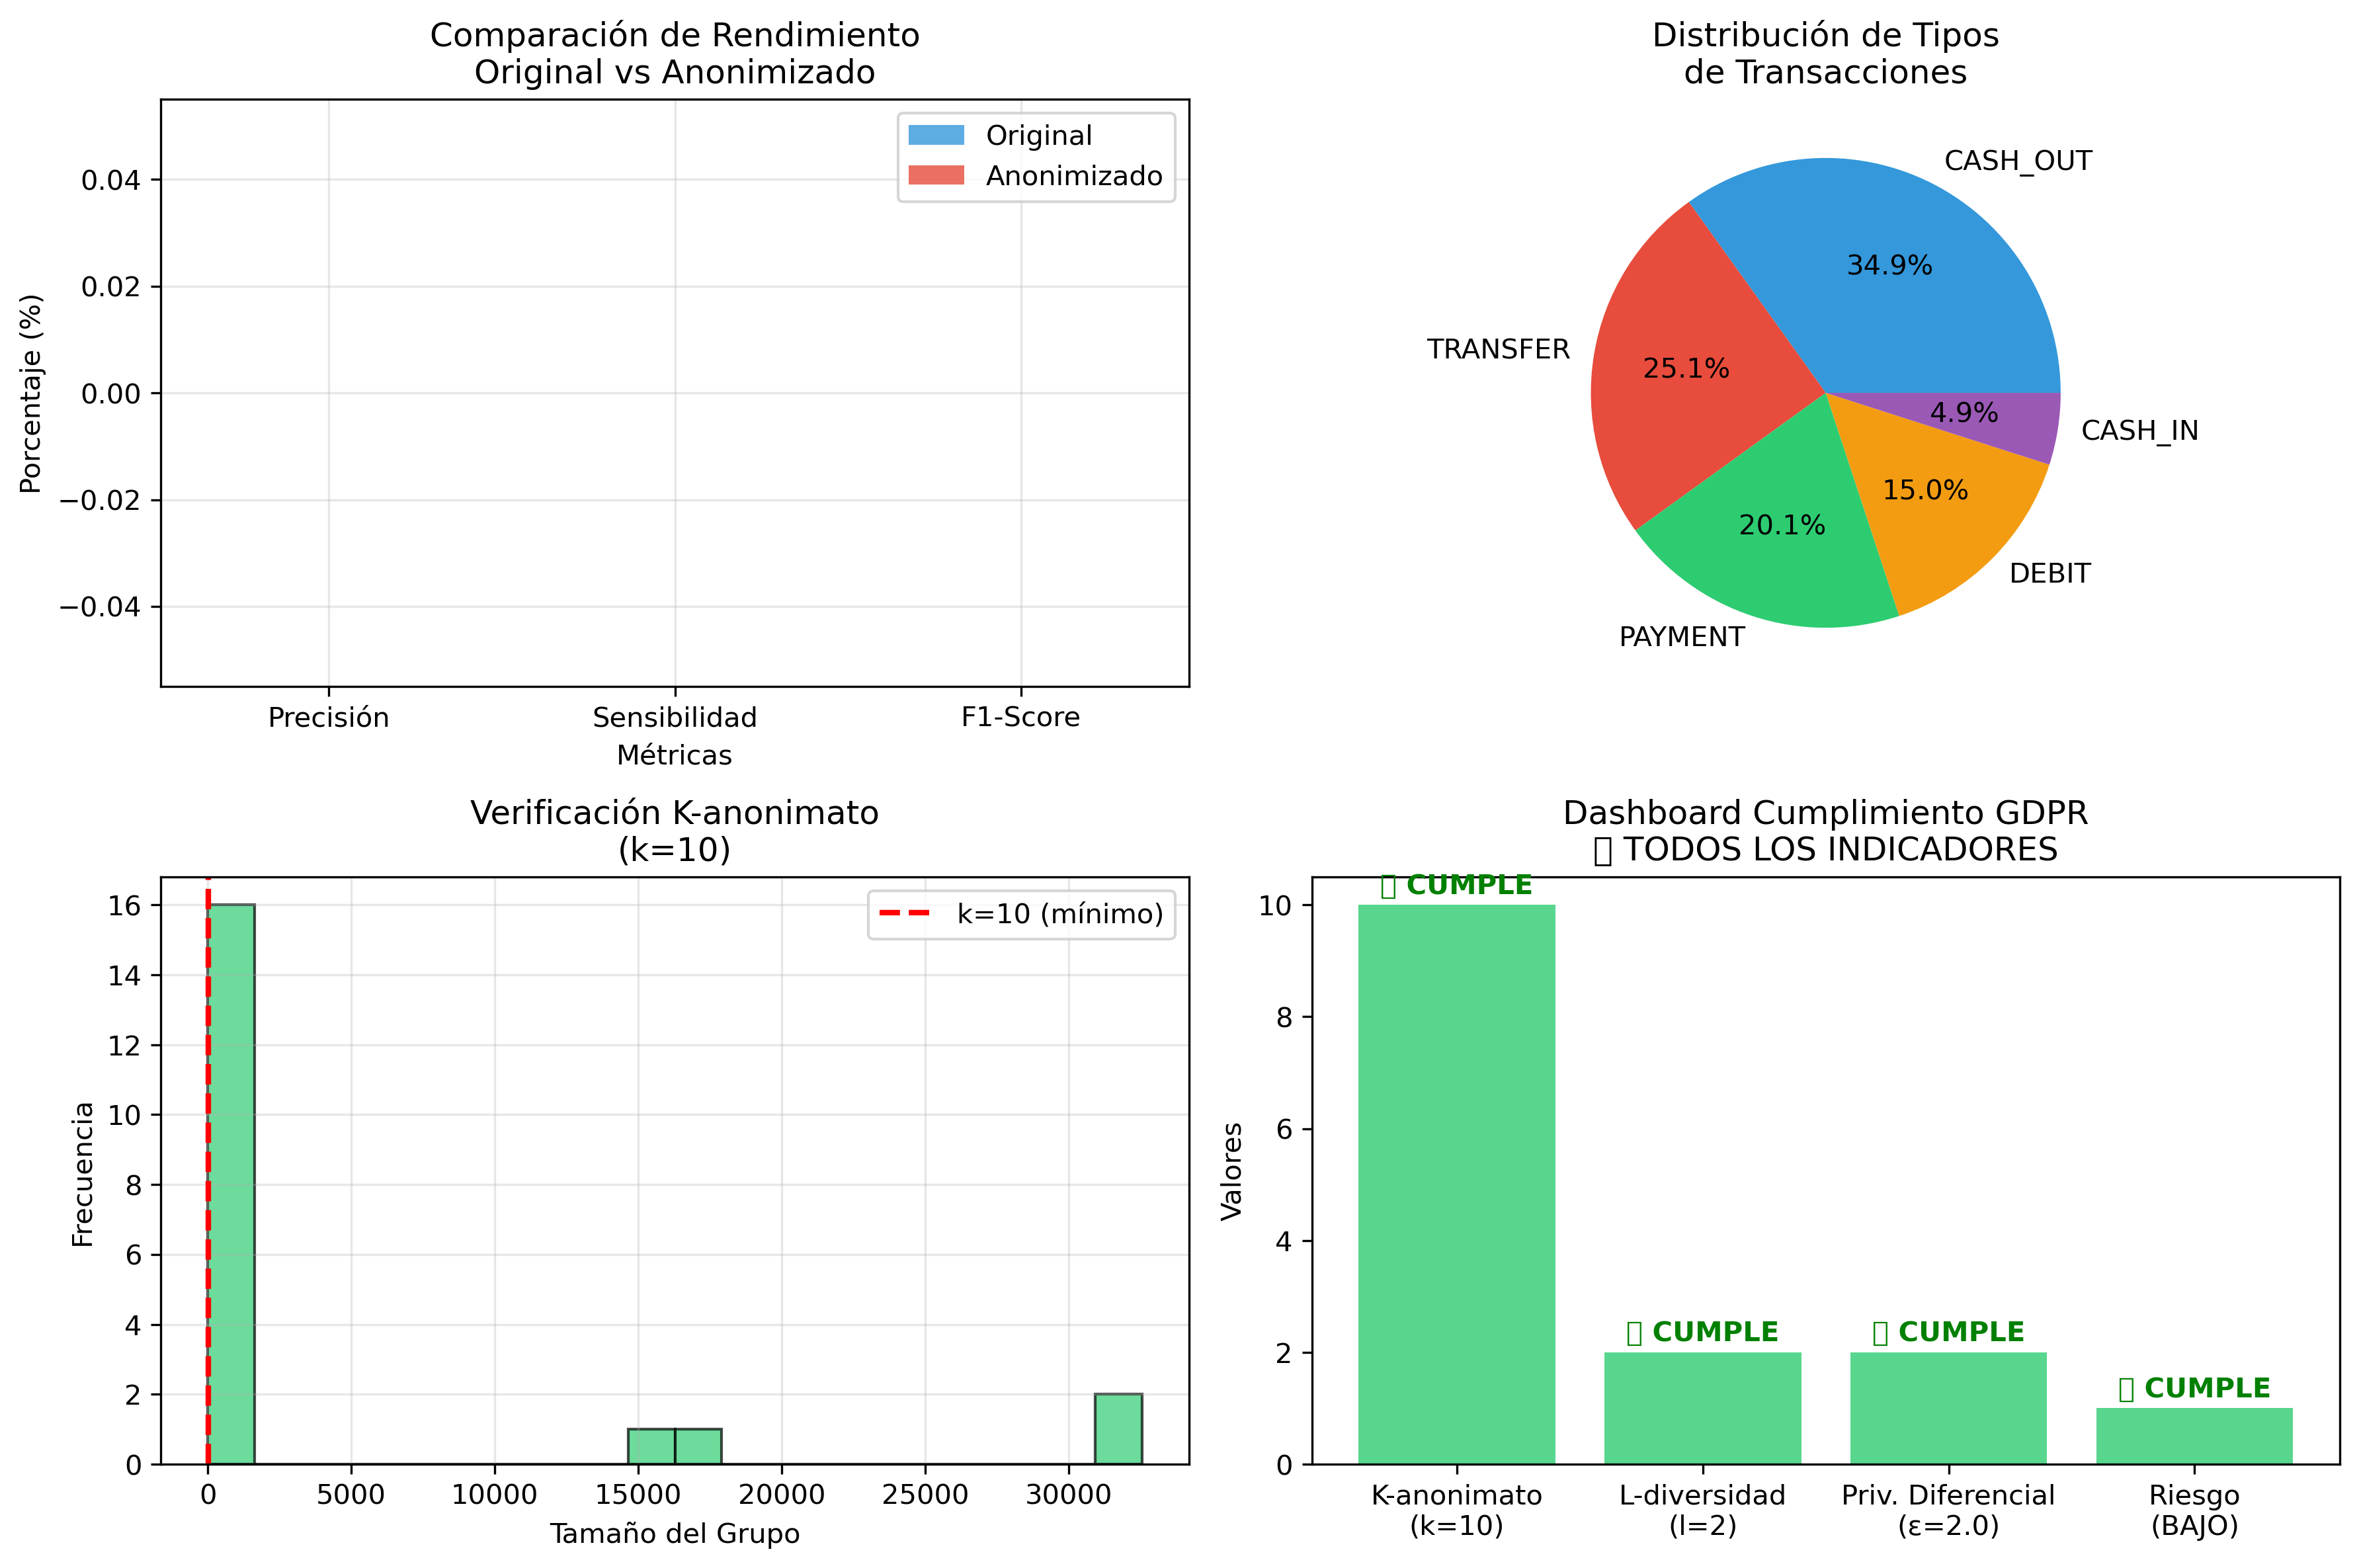 Comparación de Rendimiento
Original vs Anonimizado
Original
Anonimizado
0.04
0.02
0.00
−0.02
−0.04
Porcentaje (%)
Precisión
Sensibilidad
F1-Score
Métricas
Distribución de Tipos
de Transacciones
CASH_OUT
34.9%
TRANSFER
25.1%
4.9%
CASH_IN
15.0%
20.1%
DEBIT
PAYMENT
Verificación K-anonimato
(k=10)
k=10 (mínimo)
16
14
12
10
8
6
4
2
0
Frecuencia
0
5000
10000
15000
20000
25000
30000
Tamaño del Grupo
Dashboard Cumplimiento GDPR
▯ TODOS LOS INDICADORES
▯ CUMPLE
▯ CUMPLE
▯ CUMPLE
▯ CUMPLE
10
8
6
4
2
0
Valores
K-anonimato
(k=10)
L-diversidad
(l=2)
Priv. Diferencial
(ε=2.0)
Riesgo
(BAJO)